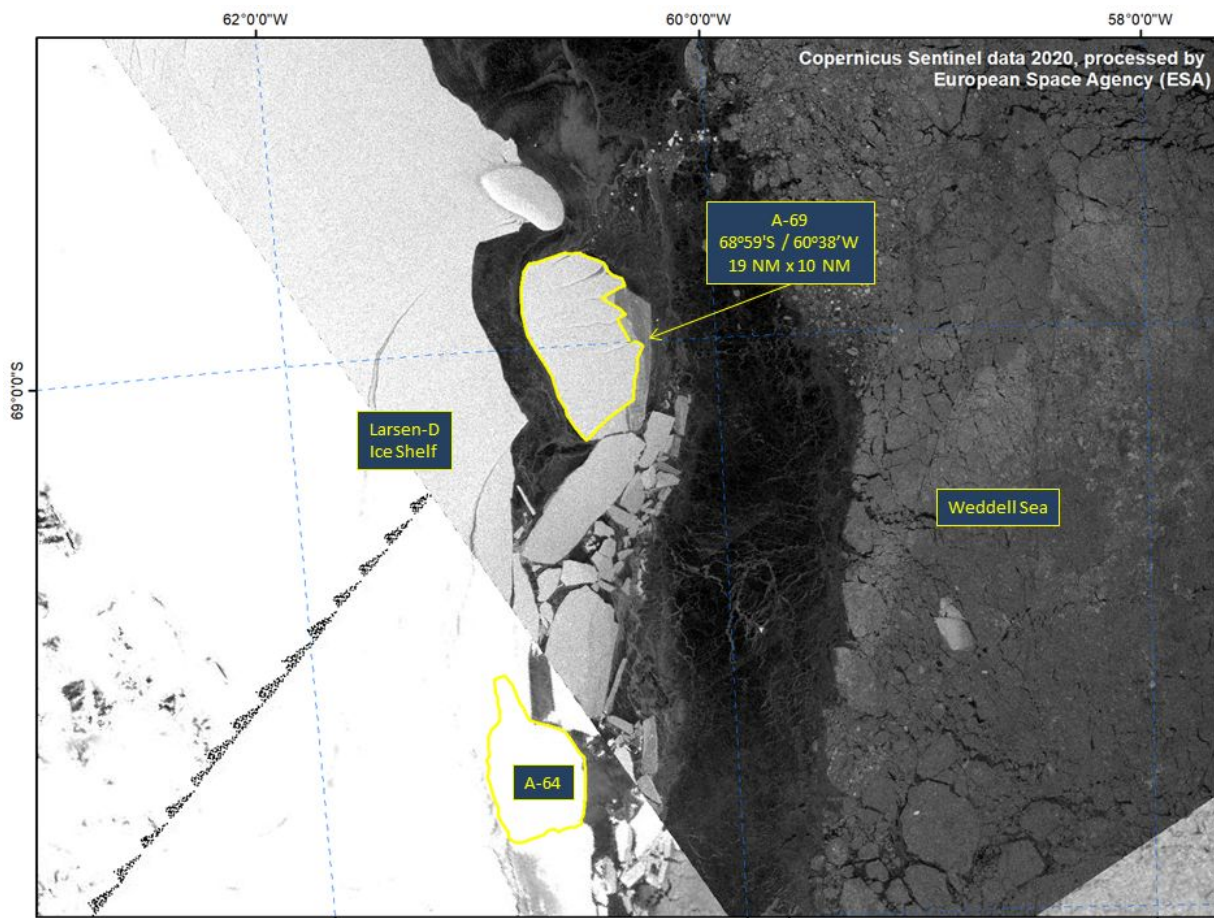 62°0'0"W
60°0'0"W
58°0'0"W
Copernicus Sentinel data 2020, processed by
European Space Agency (ESA)
A-69
68º59'S / 60º38'W
19 NM x 10 NM
69°0'0"S
Larsen-D
Ice Shelf
Weddell Sea
A-64